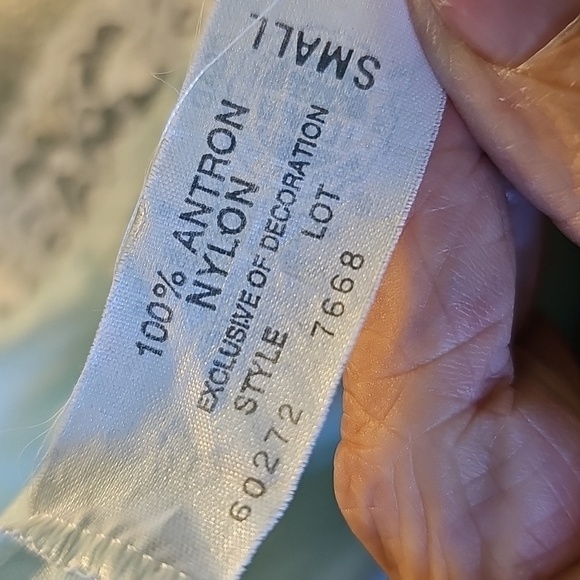 SMALL
100% ANTRON
NYLON
EXCLUSIVE OF DECORATION
STYLE LOT
60272 7668